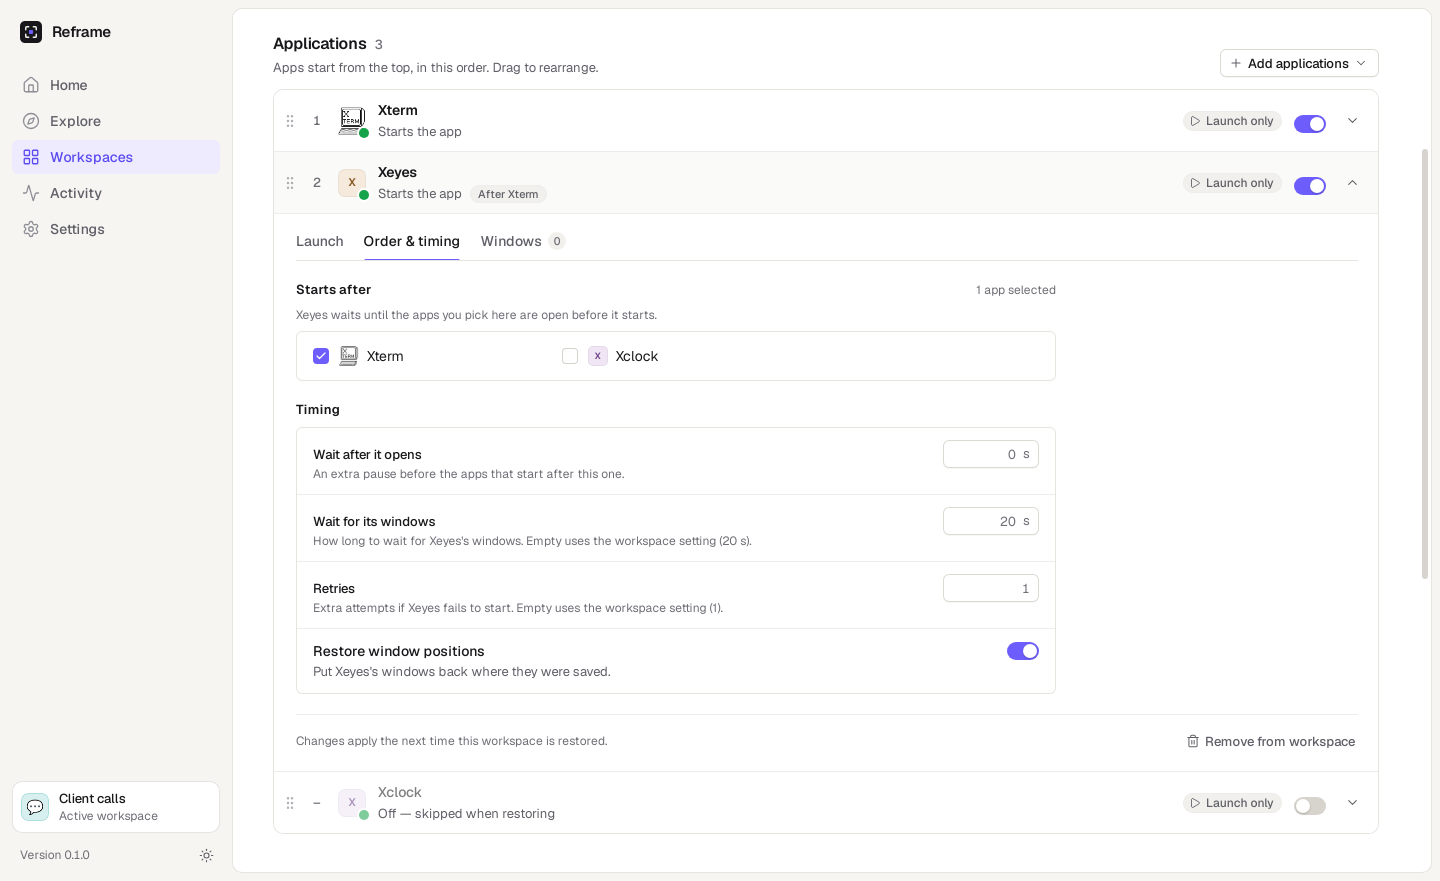 Reframe
Home
Explore
Workspaces
Activity
Settings
Client calls
Active workspace
Version 0.1.0
Applications 3
Apps start from the top, in this order. Drag to rearrange.
Add applications
1
X
TERM
Xterm
Starts the app
Launch only
2
X
Xeyes
Starts the app After Xterm
Launch only
Launch Order & timing Windows 0
Starts after 1 app selected
Xeyes waits until the apps you pick here are open before it starts.
Xterm
X
Xclock
Timing
Wait after it opens
0 s
An extra pause before the apps that start after this one.
Wait for its windows
20 s
How long to wait for Xeyes's windows. Empty uses the workspace setting (20 s).
Retries
1
Extra attempts if Xeyes fails to start. Empty uses the workspace setting (1).
Restore window positions
Put Xeyes's windows back where they were saved.
Changes apply the next time this workspace is restored.
Remove from workspace
–
X
Xclock
Off — skipped when restoring
Launch only